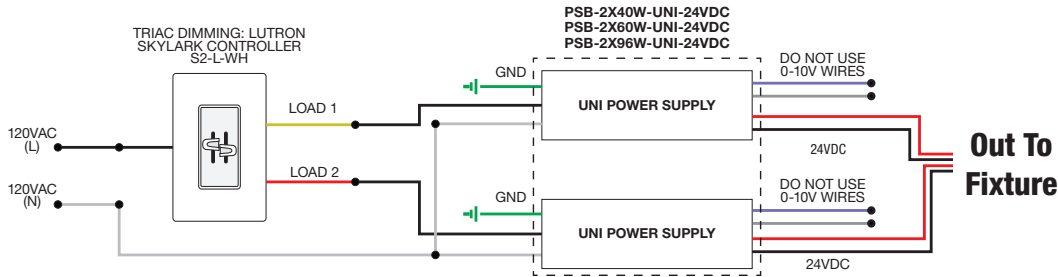 PSB-2X40W-UNI-24VDC
PSB-2X60W-UNI-24VDC
PSB-2X96W-UNI-24VDC
TRIAC DIMMING: LUTRON
SKYLARK CONTROLLER
S2-L-WH
GND
DO NOT USE
0-10V WIRES
LOAD 1
UNI POWER SUPPLY
120VAC
(L)
24VDC
Out To
Fixture
LOAD 2
120VAC
(N)
GND
DO NOT USE
0-10V WIRES
UNI POWER SUPPLY
24VDC